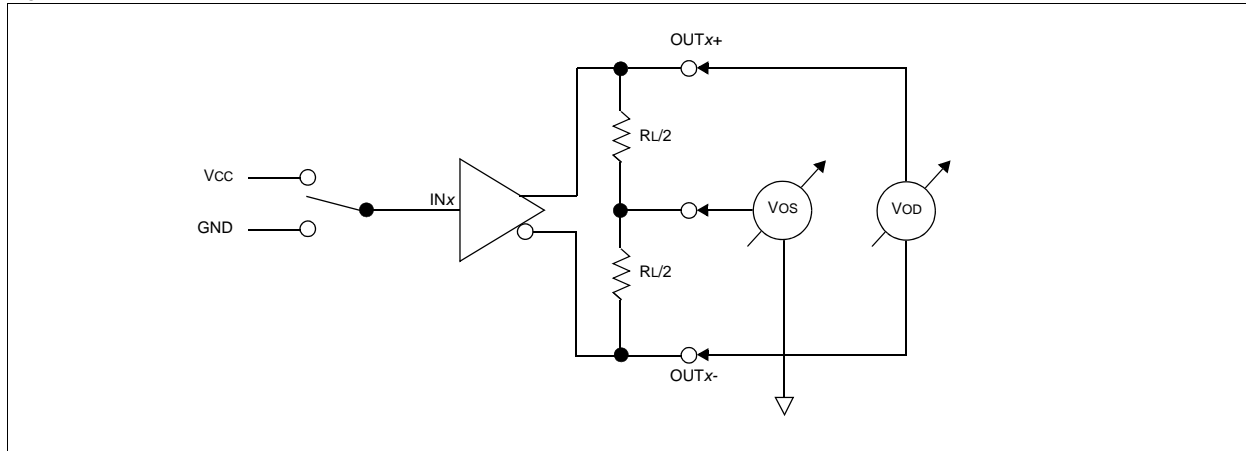 OUTx+
RL/2
VCC
INx
VOS
VOD
GND
RL/2
OUTx-